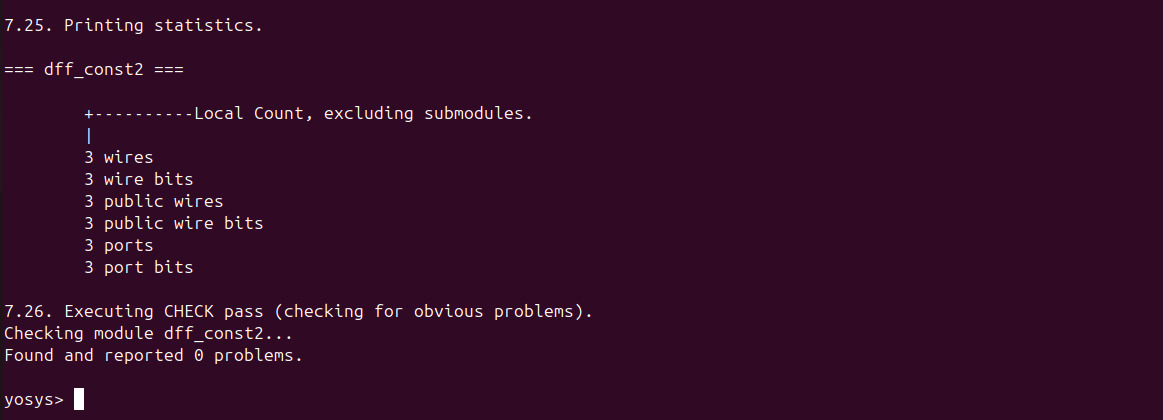 7.25. Printing statistics.
=== dff_const2 ===
+----------Local Count, excluding submodules.
|
3 wires
3 wire bits
3 public wires
3 public wire bits
3 ports
3 port bits
7.26. Executing CHECK pass (checking for obvious problems).
Checking module dff_const2...
Found and reported 0 problems.
yosys>